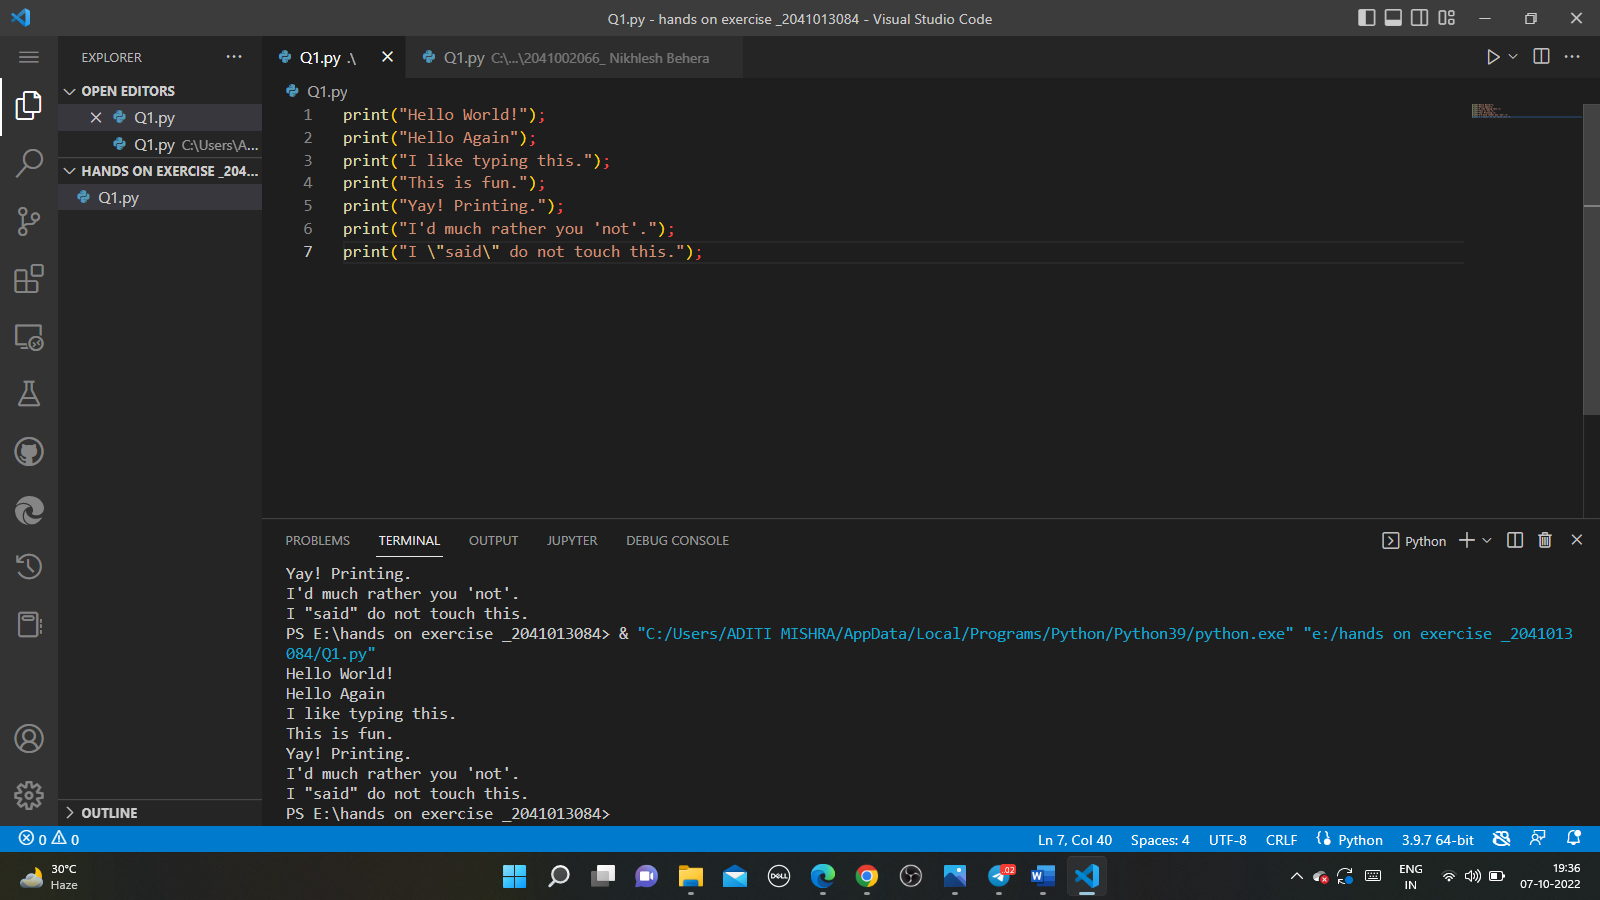 Q1.py - hands on exercise _2041013084 - Visual Studio Code
EXPLORER
Q1.py .\
Q1.py C:\...\2041002066_ Nikhlesh Behera
OPEN EDITORS
Q1.py
Q1.py C:\Users\A...
HANDS ON EXERCISE _204...
Q1.py
OUTLINE
Q1.py
1 print("Hello World!");
2 print("Hello Again");
3 print("I like typing this.");
4 print("This is fun.");
5 print("Yay! Printing.");
6 print("I'd much rather you 'not'.");
7 print("I \"said\" do not touch this.");
PROBLEMS TERMINAL OUTPUT JUPYTER DEBUG CONSOLE
Python
Yay! Printing.
I'd much rather you 'not'.
I "said" do not touch this.
PS E:\hands on exercise _2041013084> & "C:/Users/ADITI MISHRA/AppData/Local/Programs/Python/Python39/python.exe" "e:/hands on exercise _2041013
084/Q1.py"
Hello World!
Hello Again
I like typing this.
This is fun.
Yay! Printing.
I'd much rather you 'not'.
I "said" do not touch this.
PS E:\hands on exercise _2041013084>
0 0
Ln 7, Col 40 Spaces: 4 UTF-8 CRLF Python 3.9.7 64-bit
30°C
Haze
DELL
.02
W
ENG
IN
19:36
07-10-2022